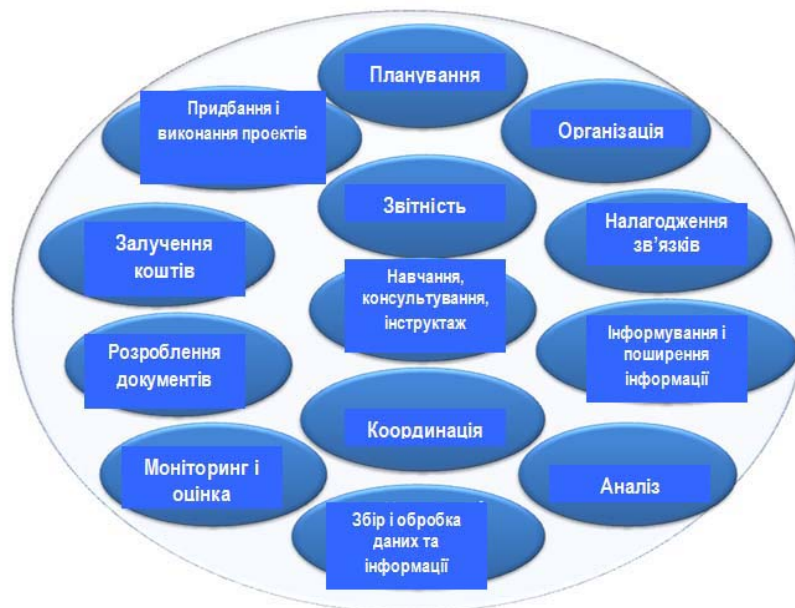 Планування
Придбання і
виконання проектів
Організація
Звітність
Налагодження
зв’язків
Залучення
коштів
Навчання,
консультування,
інструктаж
Інформування і
поширення
інформації
Розроблення
документів
Координація
Моніторинг і
оцінка
Аналіз
Збір і обробка
даних та
інформації